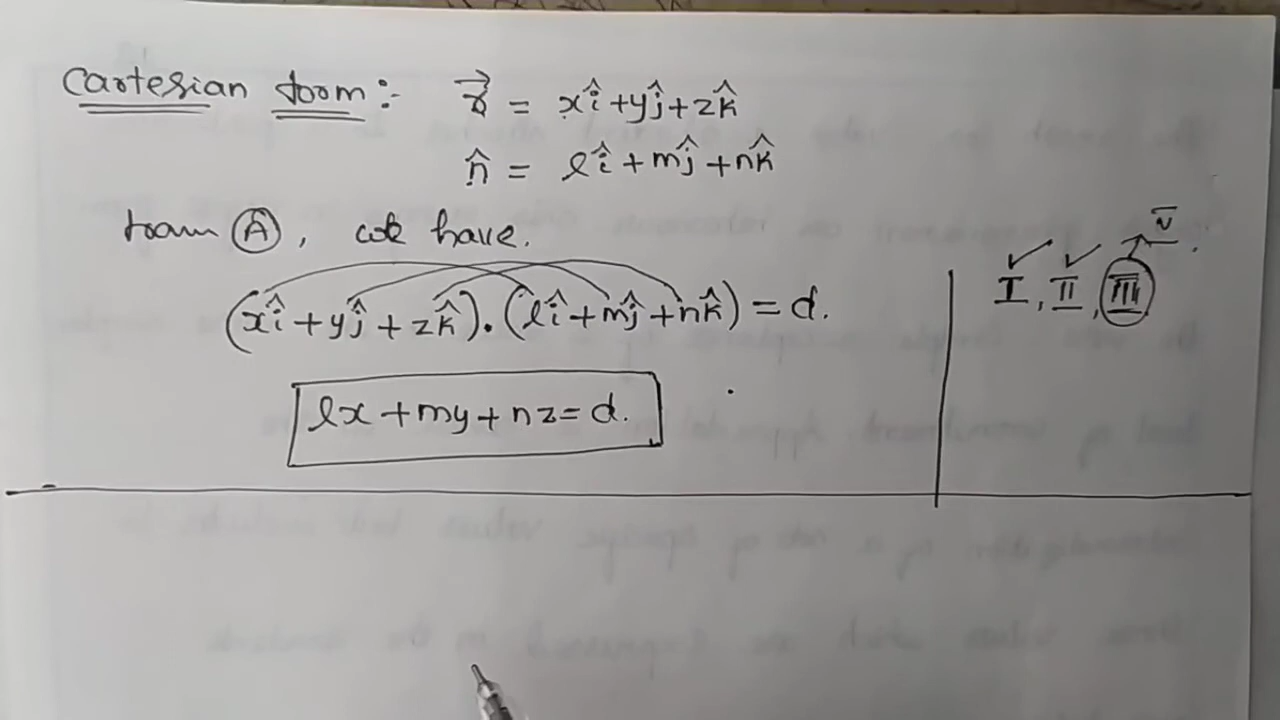 Cartesian form:-
r⃗ = xî+yĵ+zk̂
n̂ = lî+mĵ+nk̂
from Ⓐ, we have.
(xî+yĵ+zk̂).(lî+mĵ+nk̂)=d.
lx+my+nz=d.
I, II, III